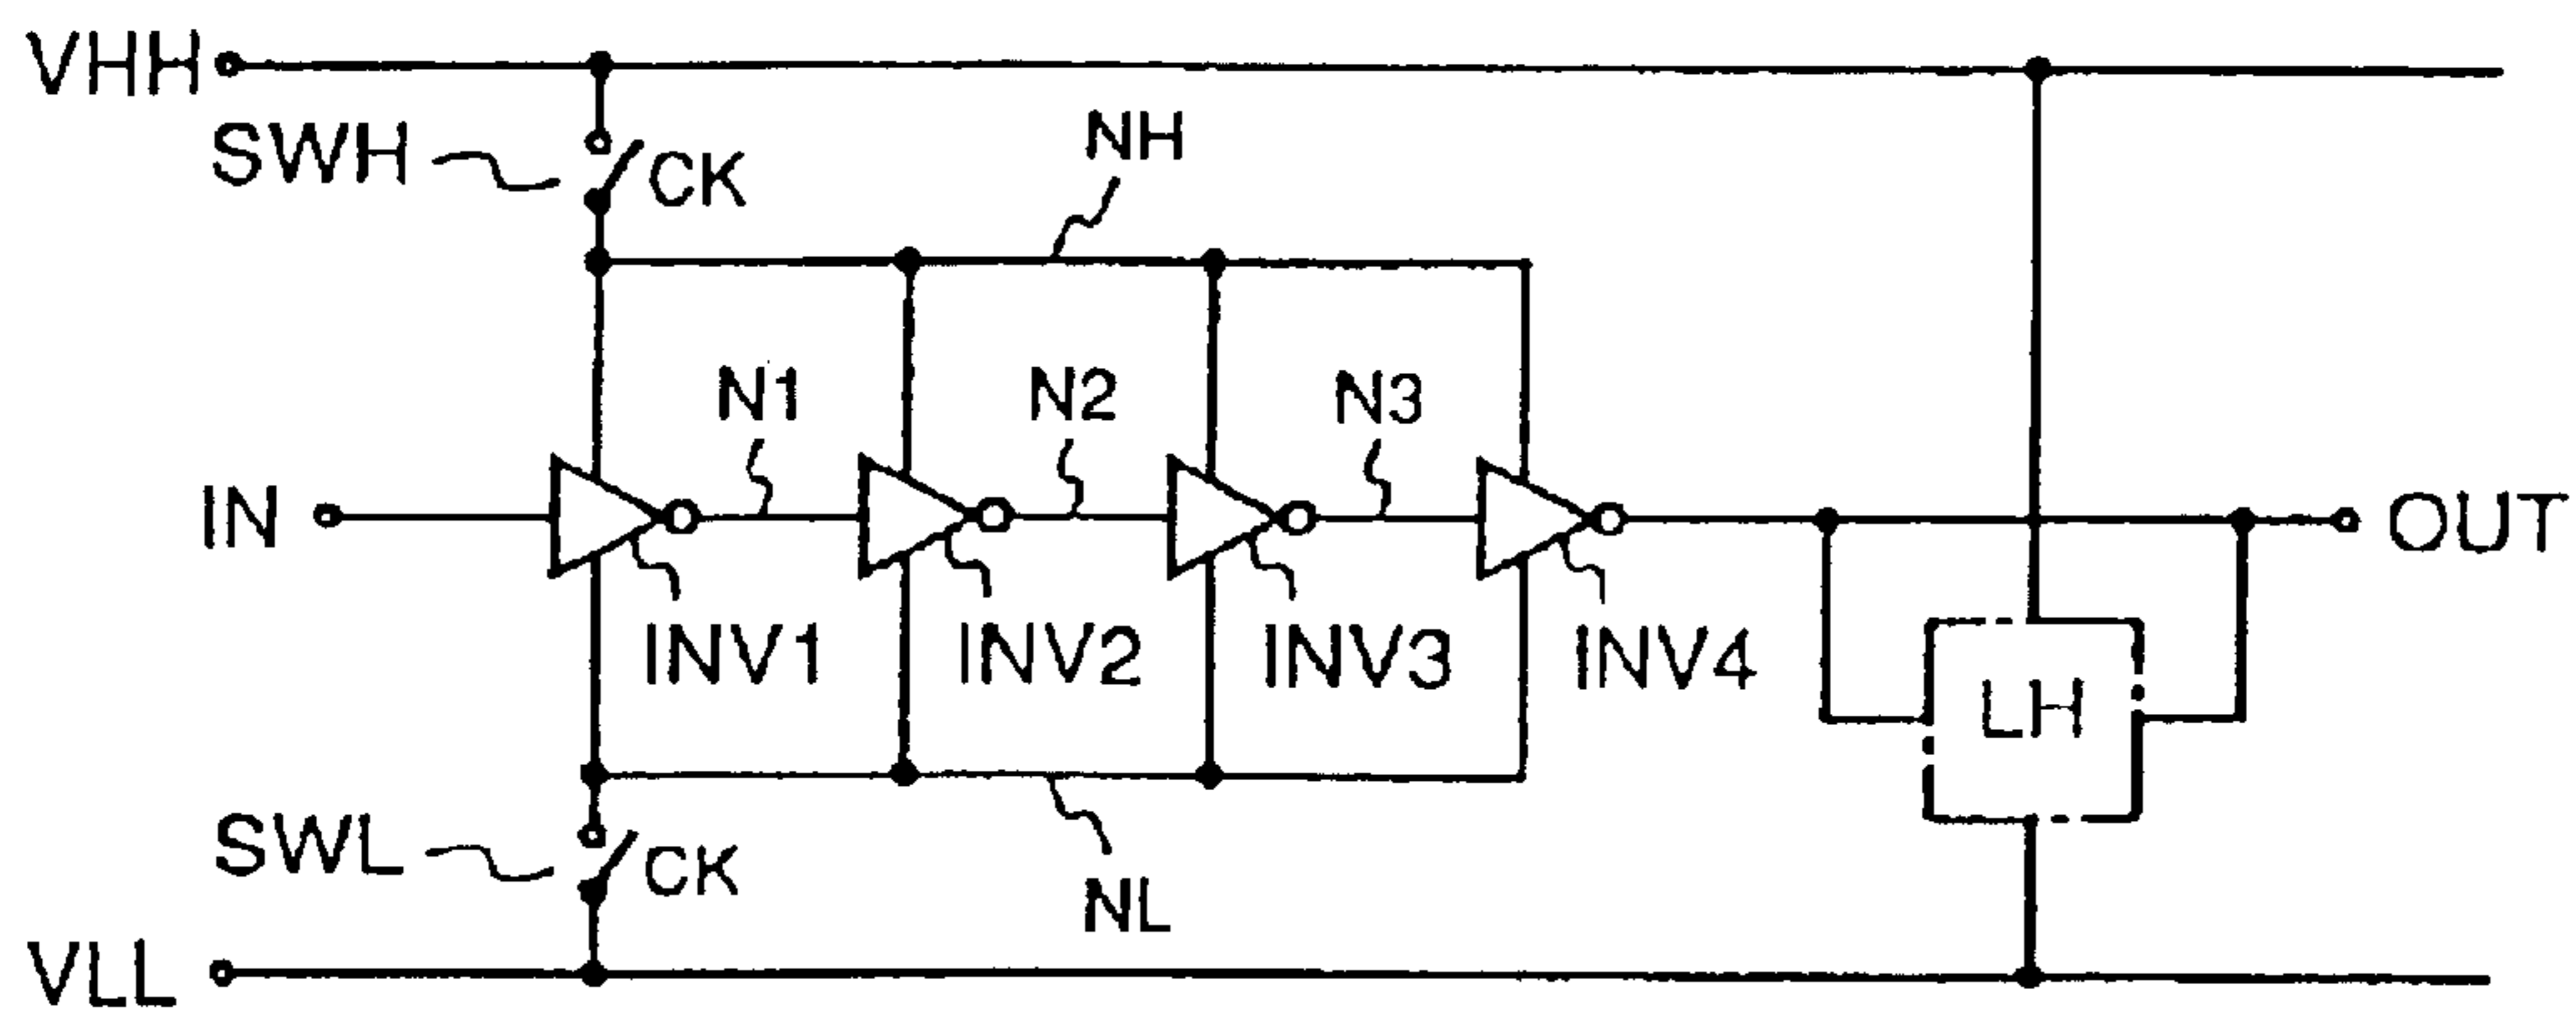 VHH
SWH
CK
NH
N1
N2
N3
IN
OUT
INV1
INV2
INV3
INV4
LH
SWL
CK
NL
VLL